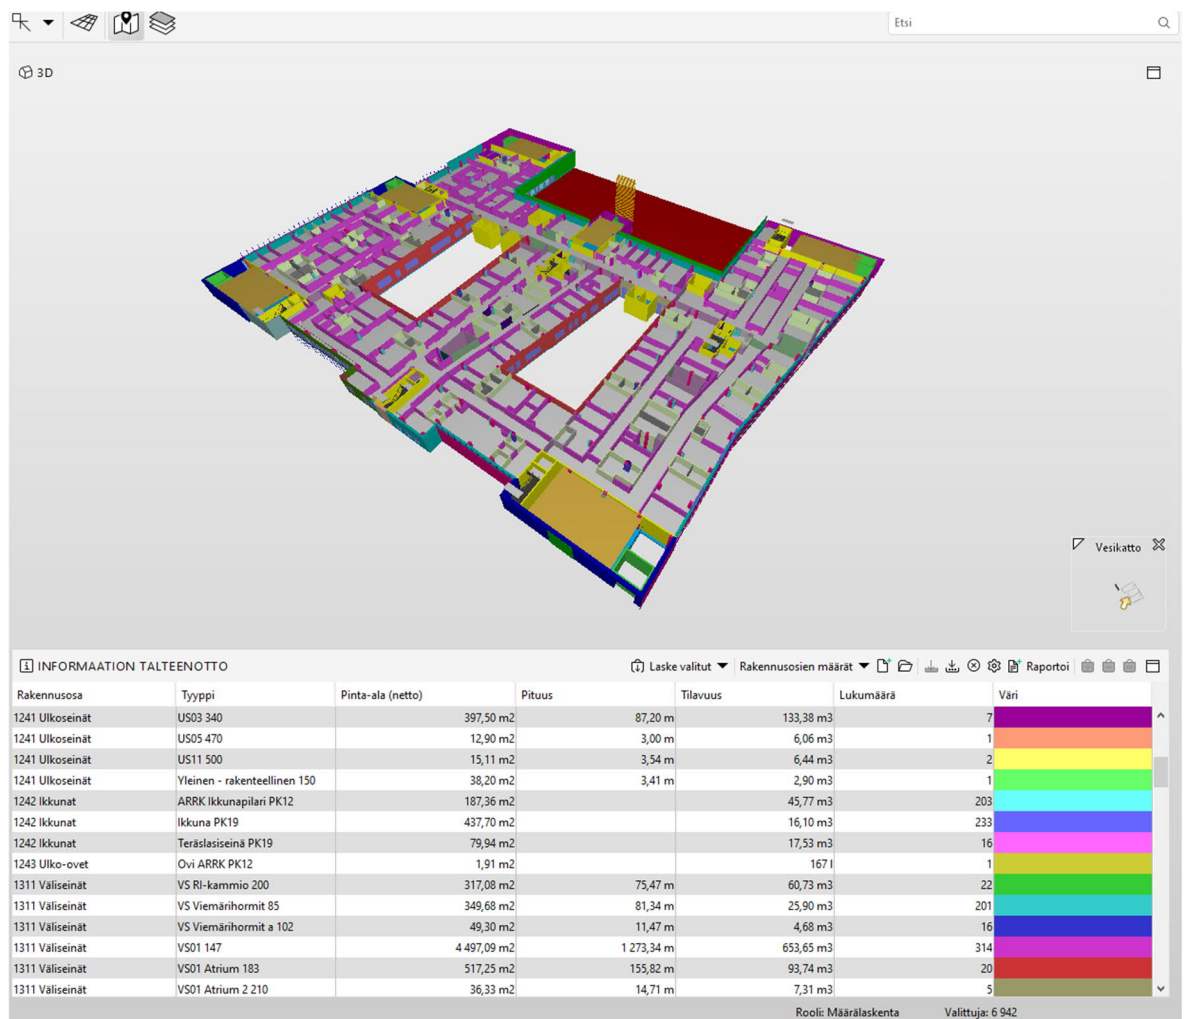 Etsi
3D
Vesikatto
INFORMAATION TALTEENOTTO Laske valitut Rakennusosien määrät Raportoi
Rakennusosa Tyyppi Pinta-ala (netto) Pituus Tilavuus Lukumäärä Väri
1241 Ulkoseinät US03 340 397,50 m2 87,20 m 133,38 m3 7
1241 Ulkoseinät US05 470 12,90 m2 3,00 m 6,06 m3 1
1241 Ulkoseinät US11 500 15,11 m2 3,54 m 6,44 m3 2
1241 Ulkoseinät Yleinen - rakenteellinen 150 38,20 m2 3,41 m 2,90 m3 1
1242 Ikkunat ARRK Ikkunapilari PK12 187,36 m2 45,77 m3 203
1242 Ikkunat Ikkuna PK19 437,70 m2 16,10 m3 233
1242 Ikkunat Teräslasiseinä PK19 79,94 m2 17,53 m3 16
1243 Ulko-ovet Ovi ARRK PK12 1,91 m2 167 l 1
1311 Väliseinät VS RI-kammio 200 317,08 m2 75,47 m 60,73 m3 22
1311 Väliseinät VS Viemärihormit 85 349,68 m2 81,34 m 25,90 m3 201
1311 Väliseinät VS Viemärihormit a 102 49,30 m2 11,47 m 4,68 m3 16
1311 Väliseinät VS01 147 4 497,09 m2 1 273,34 m 653,65 m3 314
1311 Väliseinät VS01 Atrium 183 517,25 m2 155,82 m 93,74 m3 20
1311 Väliseinät VS01 Atrium 2 210 36,33 m2 14,71 m 7,31 m3 5
Rooli: Määrälaskenta Valittuja: 6 942